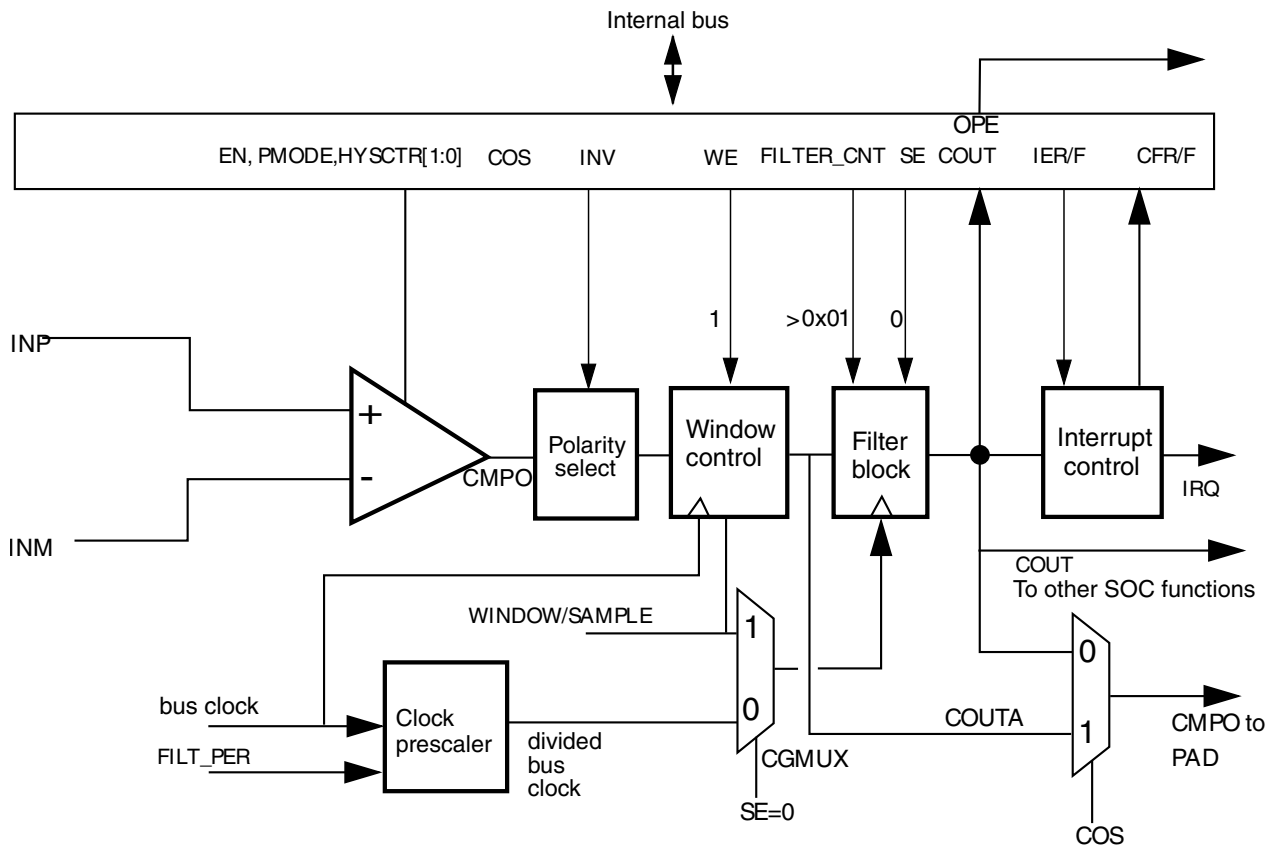 Internal bus
OPE
EN, PMODE,HYSCTR[1:0] COS INV WE FILTER_CNT SE COUT IER/F CFR/F
1 >0x01 0
INP
+
-
INM
CMPO
Polarity
select
Window
control
Filter
block
Interrupt
control
IRQ
COUT
To other SOC functions
WINDOW/SAMPLE
1
0
CGMUX
SE=0
bus clock
FILT_PER
Clock
prescaler
divided
bus
clock
COUTA
0
1
COS
CMPO to
PAD